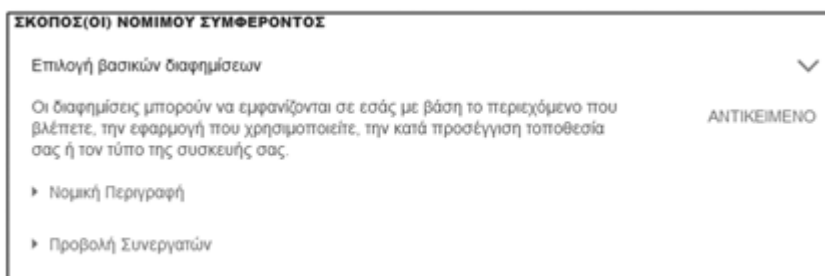 ΣΚΟΠΟΣ(ΟΙ) ΝΟΜΙΜΟΥ ΣΥΜΦΕΡΟΝΤΟΣ
Επιλογή βασικών διαφημίσεων
Οι διαφημίσεις μπορούν να εμφανίζονται σε εσάς με βάση το περιεχόμενο που
βλέπετε, την εφαρμογή που χρησιμοποιείτε, την κατά προσέγγιση τοποθεσία
σας ή τον τύπο της συσκευής σας.
ΑΝΤΙΚΕΙΜΕΝΟ
Νομική Περιγραφή
Προβολή Συνεργατών